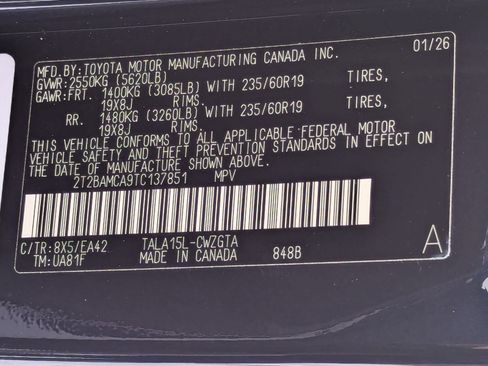 MFD.BY:TOYOTA MOTOR MANUFACTURING CANADA INC. 01/26
GVWR:2550KG (5620LB)
GAWR:FRT. 1400KG (3085LB) WITH 235/60R19 TIRES,
19X8J RIMS.
RR. 1480KG (3260LB) WITH 235/60R19 TIRES,
19X8J RIMS.
THIS VEHICLE CONFORMS TO ALL APPLICABLE FEDERAL MOTOR
VEHICLE SAFETY AND THEFT PREVENTION STANDARDS IN EFFECT ON
THE DATE OF MANUFACTURE SHOWN ABOVE.
2T2BAMCA9TC137851 MPV
C/TR:8X5/EA42 TALA15L-CWZGTA A
TM:UA81F MADE IN CANADA 848B